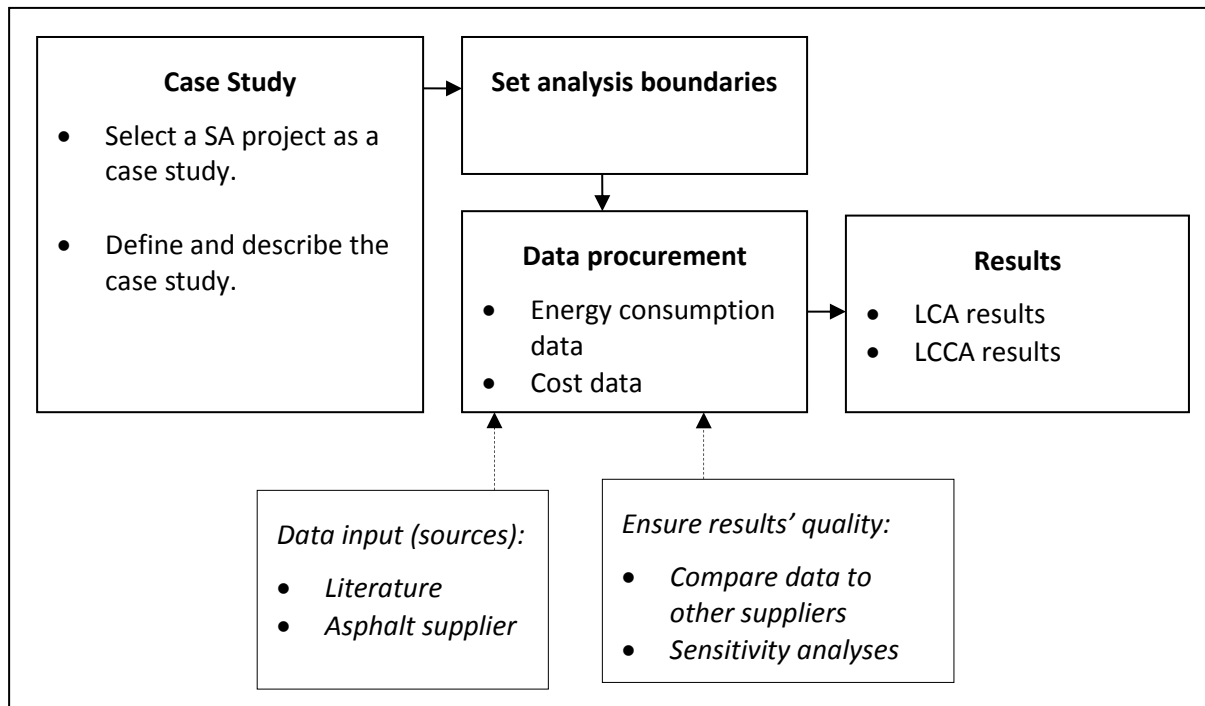 Case Study
• Select a SA project as a
case study.
• Define and describe the
case study.
Set analysis boundaries
Data procurement
• Energy consumption
data
• Cost data
Results
• LCA results
• LCCA results
Data input (sources):
• Literature
• Asphalt supplier
Ensure results’ quality:
• Compare data to
other suppliers
• Sensitivity analyses